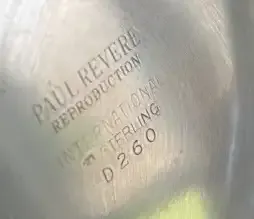 PAUL REVERE
REPRODUCTION
INTERNATIONAL
STERLING
D260